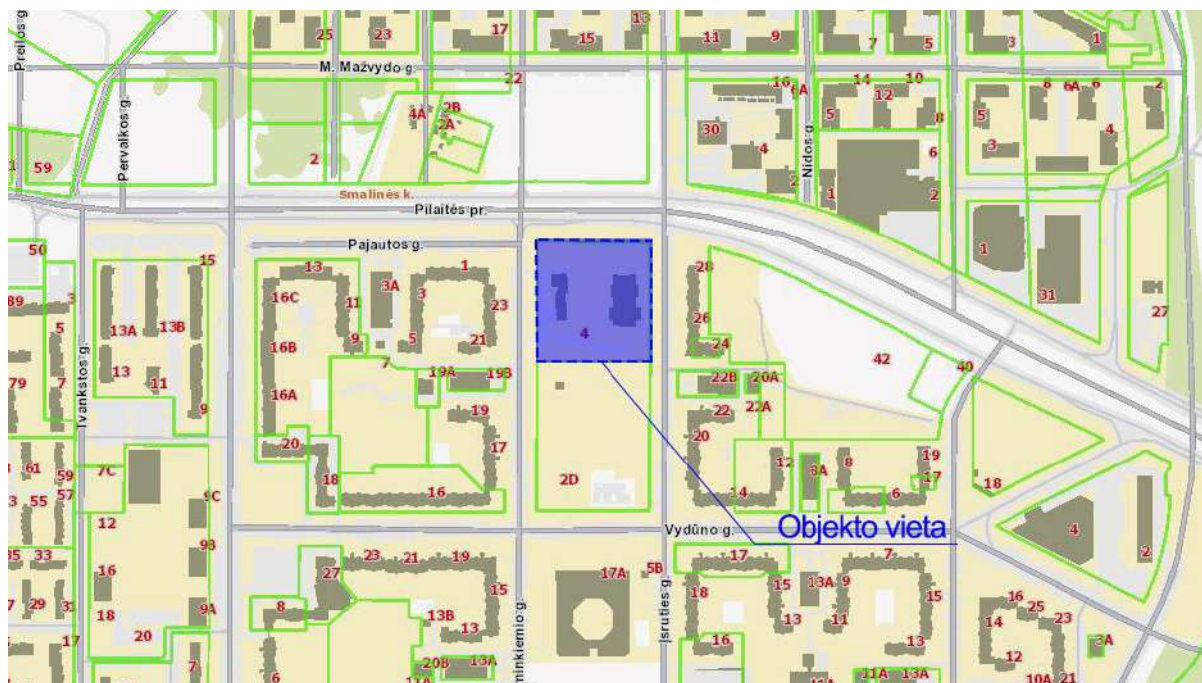 Preilos g.
25
23
17
15
13
11
9
7
5
3
1
M. Mažvydo g.
22
16
6A
14
10
12
8
6
6A
6
2
Pervalkos g.
4A
2B
2A
30
4
2
5
Nidos g.
6
5
3
4
59
2
1
2
Smalinės k.
Pilaitės pr.
50
Pajautos g.
1
31
27
15
3
13
16C
11
3A
3
1
23
28
26
24
4
42
40
5
13A
13B
16B
9
5
21
7
79
7
13
11
9
16A
19A
19B
22B
20A
22A
Ivankstos g.
20
19
17
22
20
12
8
8A
19
17
18
61
59
57
55
7C
9C
18
16
2D
14
6
12
Vydūno g.
Objekto vieta
4
2
33
9B
23
21
19
17
7
16
29
27
15
17A
5B
15
13A
9
15
16
25
23
18
9A
8
13B
13
18
13
11
14
20
17
Įsruties g.
16
13
12
3A
7
6
20B
13A
11A
13A
10A
21